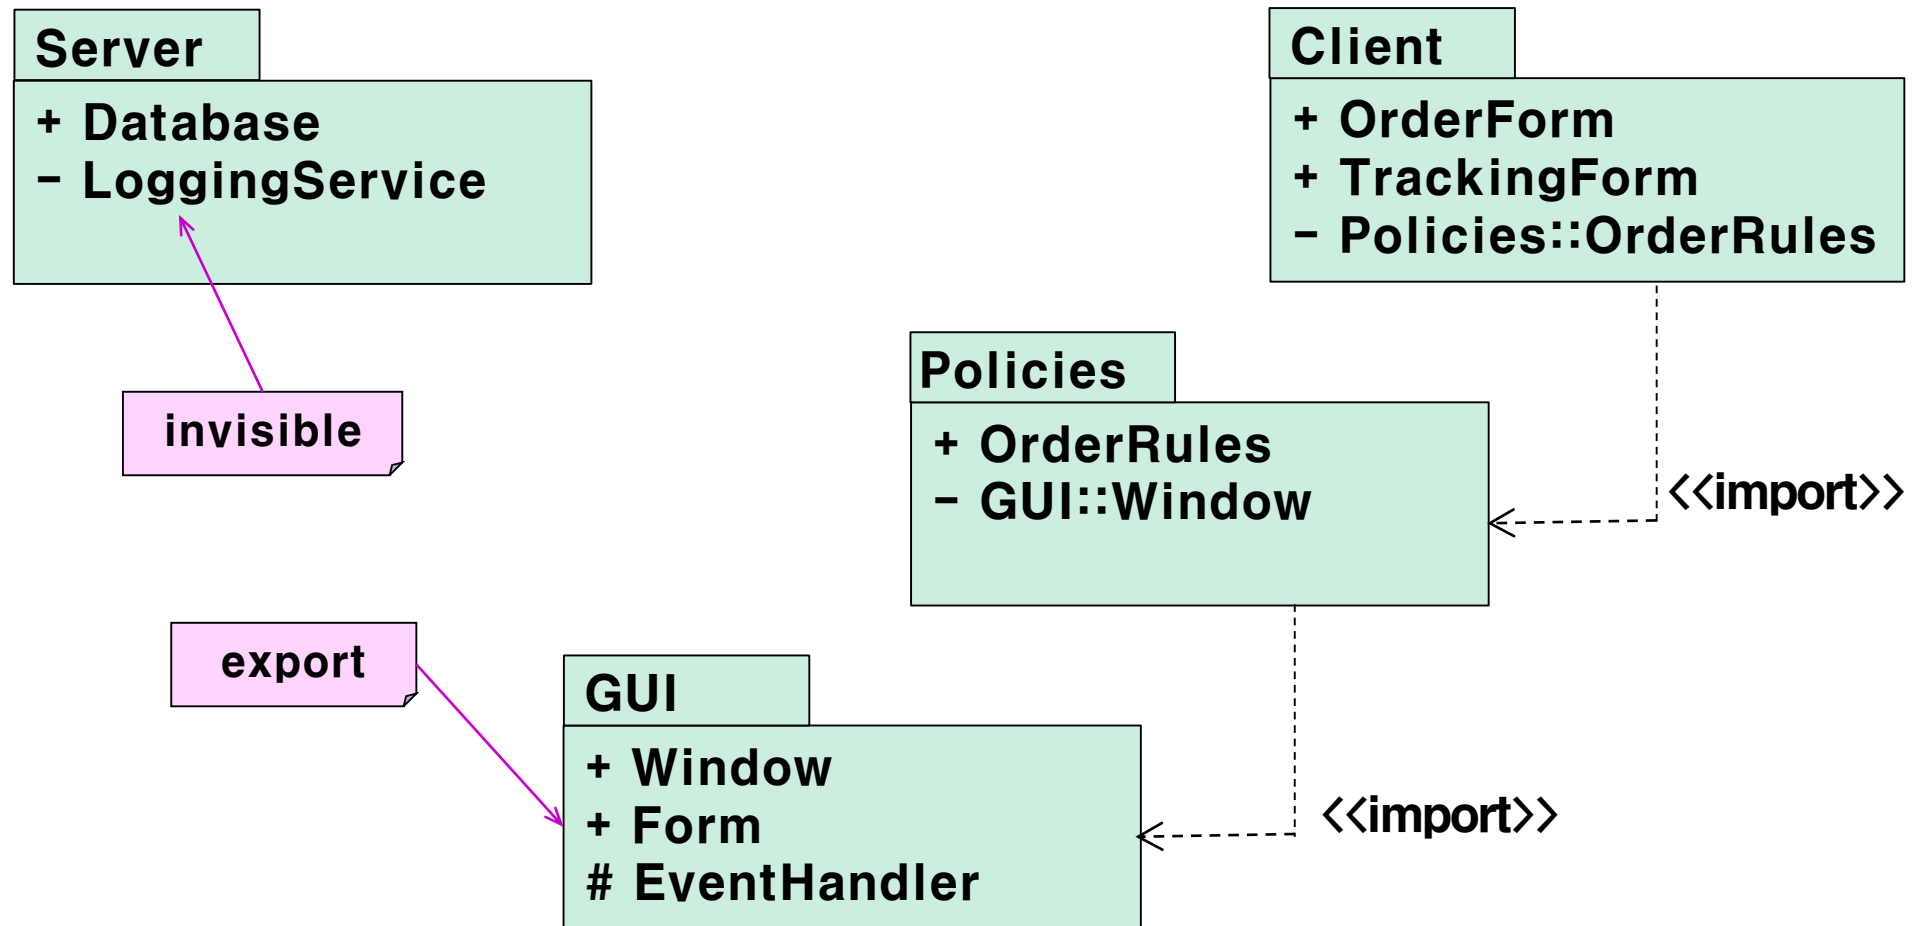 Server
+ Database
- LoggingService
Client
+ OrderForm
+ TrackingForm
- Policies::OrderRules
invisible
Policies
+ OrderRules
- GUI::Window
<<import>>
export
GUI
+ Window
+ Form
# EventHandler
<<import>>